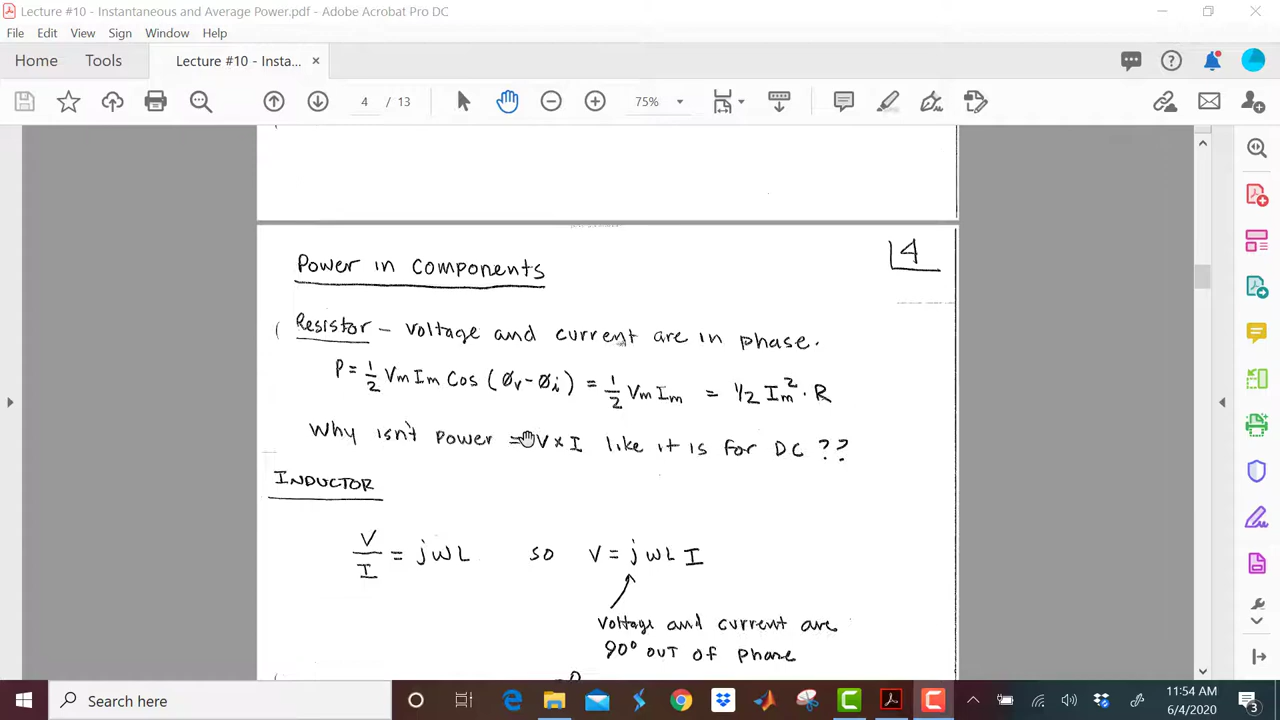 Lecture #10 - Instantaneous and Average Power.pdf - Adobe Acrobat Pro DC
File Edit View Sign Window Help
Home Tools Lecture #10 - Insta... ×
4 / 13 75%
4
Power in Components
Resistor - Voltage and current are in phase.
P = 1/2 Vm Im Cos (Øv - Øi) = 1/2 Vm Im = 1/2 Im² · R
Why isn't power = V × I like it is for DC ??
INDUCTOR
V/I = jωL so V = jωL I
Voltage and current are
90° out of phase
Search here
11:54 AM
6/4/2020
3